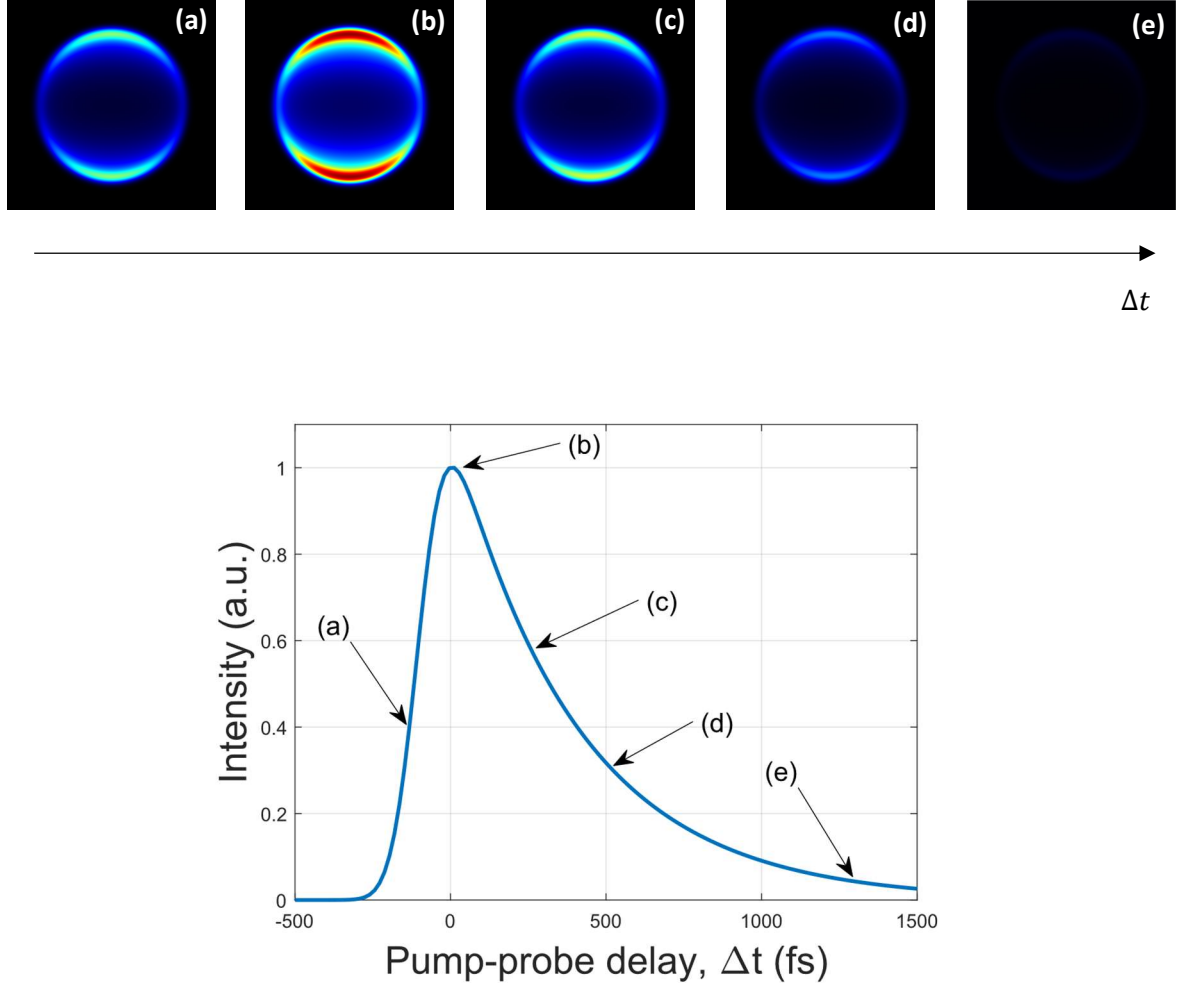 (a) (b) (c) (d) (e)
Δt
(b)
1
0.8
(c)
(a)
0.6
(d)
0.4
(e)
0.2
0
-500 0 500 1000 1500
Intensity (a.u.)
Pump-probe delay, Δt (fs)